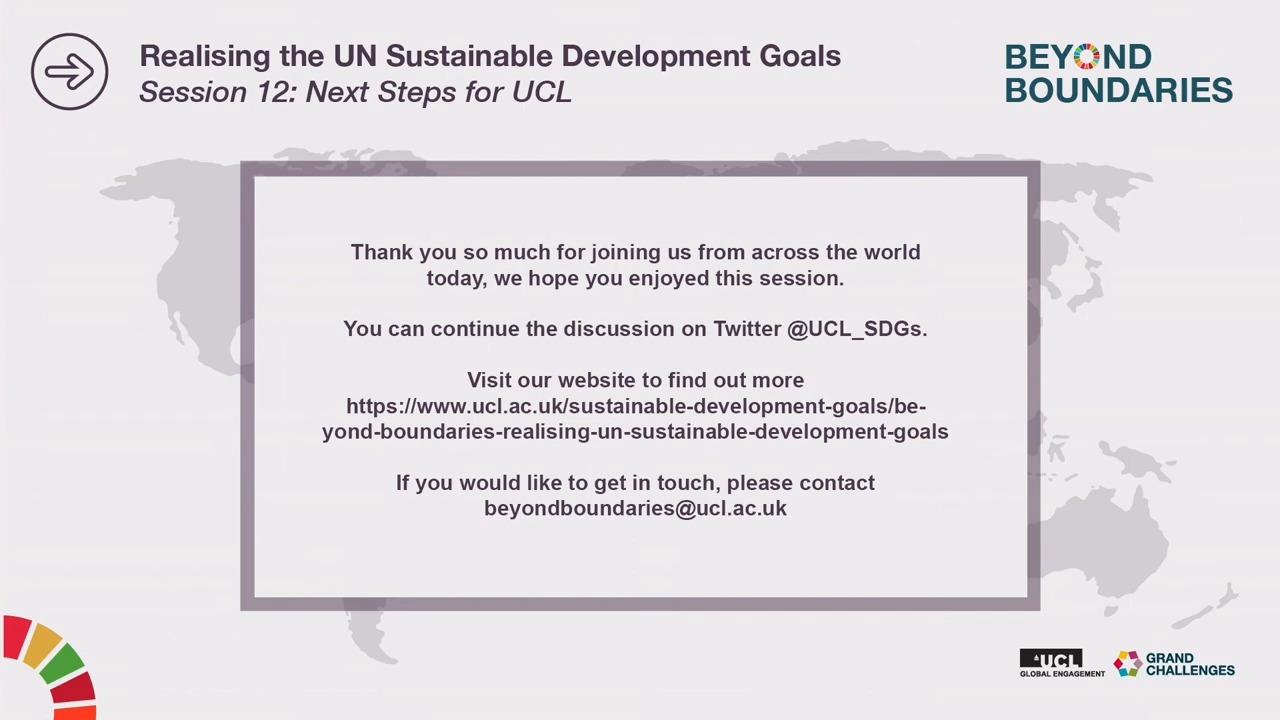 Realising the UN Sustainable Development Goals
Session 12: Next Steps for UCL
BEYOND
BOUNDARIES
Thank you so much for joining us from across the world
today, we hope you enjoyed this session.
You can continue the discussion on Twitter @UCL_SDGs.
Visit our website to find out more
https://www.ucl.ac.uk/sustainable-development-goals/be-
yond-boundaries-realising-un-sustainable-development-goals
If you would like to get in touch, please contact
beyondboundaries@ucl.ac.uk
UCL
GLOBAL ENGAGEMENT
GRAND
CHALLENGES